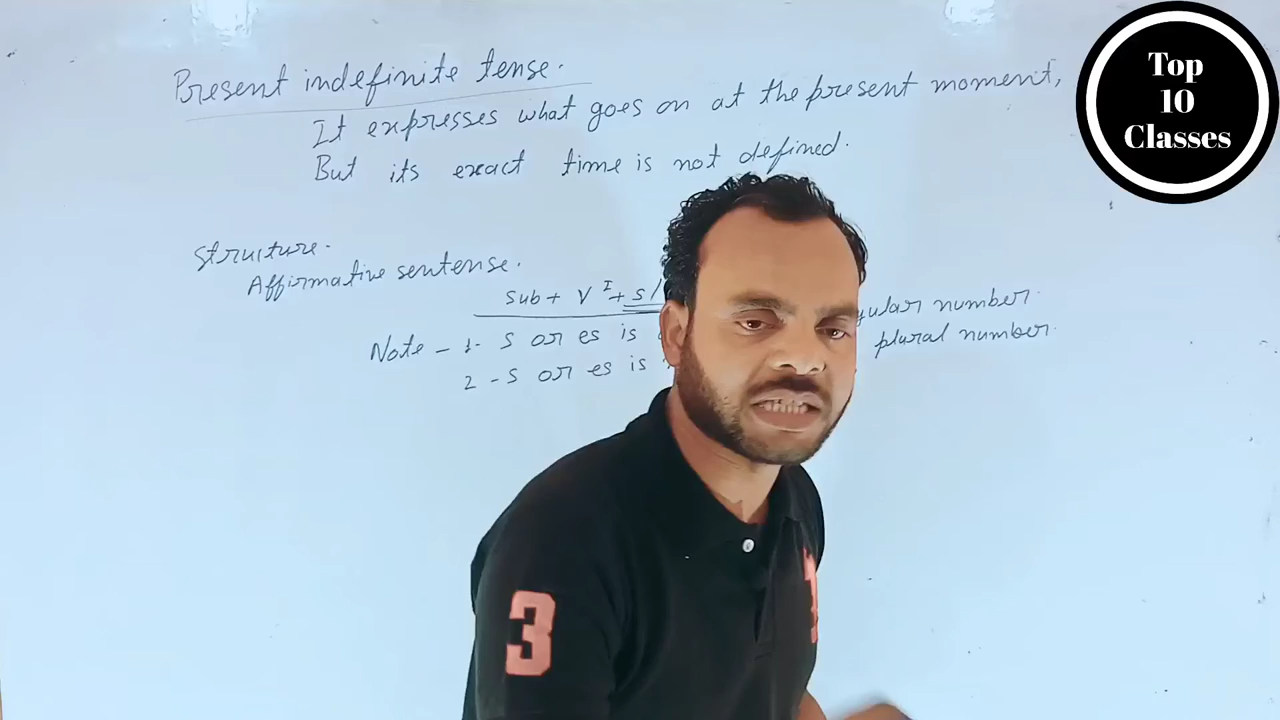 Present indefinite tense.
It expresses what goes on at the present moment,
But its exact time is not defined.
Structure.
Affirmative sentense.
Sub + V I + s/
Note - 1- S or es is number.
2 - S or es is plural number.
Top
10
Classes
3